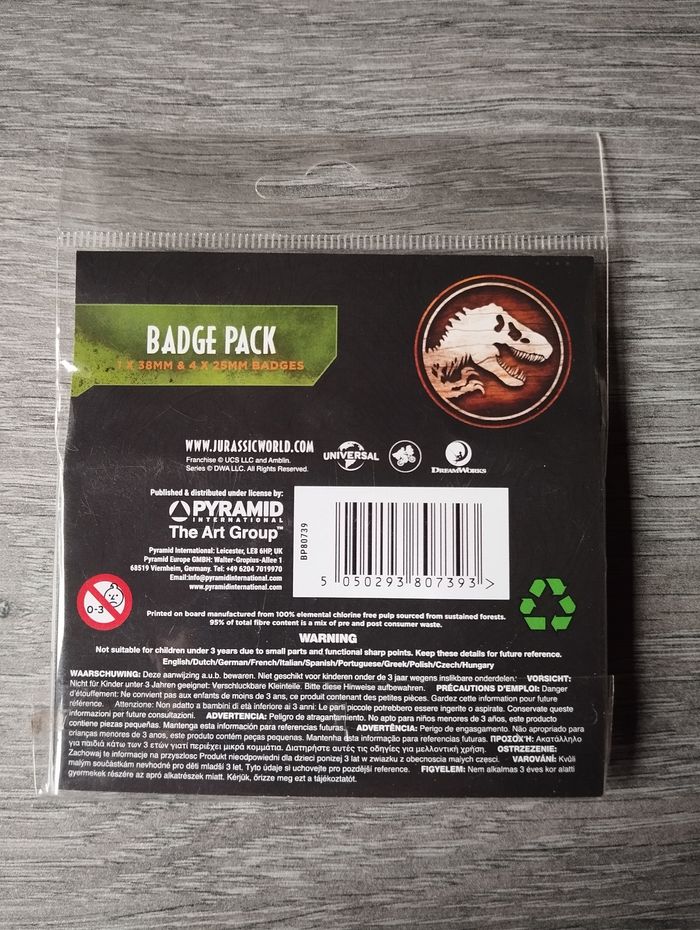 BADGE PACK
1 X 38MM & 4 X 25MM BADGES
WWW.JURASSICWORLD.COM
Franchise © UCS LLC and Amblin.
Series © DWA LLC. All Rights Reserved.
UNIVERSAL
DREAMWORKS
Published & distributed under license by:
PYRAMID
INTERNATIONAL
The Art Group™
Pyramid International: Leicester, LE8 6HP, UK
Pyramid Europe GMBH: Walter-Gropius-Allee 1
68519 Viernheim, Germany. Tel: +49 6204 7019970
Email:info@pyramidinternational.com
www.pyramidinternational.com
BP80739
5 050293 807393 >
0-3
Printed on board manufactured from 100% elemental chlorine free pulp sourced from sustained forests.
95% of total fibre content is a mix of pre and post consumer waste.
WARNING
Not suitable for children under 3 years due to small parts and functional sharp points. Keep these details for future reference.
English/Dutch/German/French/Italian/Spanish/Portuguese/Greek/Polish/Czech/Hungary
WAARSCHUWING: Deze aanwijzing a.u.b. bewaren. Niet geschikt voor kinderen onder de 3 jaar wegens inslikbare onderdelen. VORSICHT:
Nicht für Kinder unter 3 Jahren geeignet: Verschluckbare Kleinteile. Bitte diese Hinweise aufbewahren. PRÉCAUTIONS D'EMPLOI: Danger
d'étouffement: Ne convient pas aux enfants de moins de 3 ans, ce produit contenant des petites pièces. Gardez cette information pour future
référence. Attenzione: Non adatto a bambini di età inferiore ai 3 anni: Le parti piccole potrebbero essere ingerite o aspirate. Conservate queste
informazioni per future consultazioni. ADVERTENCIA: Peligro de atragantamiento. No apto para niños menores de 3 años, este producto
contiene piezas pequeñas. Mantenga esta información para referencias futuras. ADVERTÊNCIA: Perigo de engasgamento. Não apropriado para
crianças menores de 3 anos, este produto contém peças pequenas. Mantenha esta información para referencias futuras. ΠΡΟΣΟΧΉ: Ακατάλληλο
για παιδιά κάτω των 3 ετών γιατί περιέχει μικρά κομμάτια. Διατηρήστε αυτές τις οδηγίες για μελλοντική χρήση. OSTRZEZENIE:
Zachowaj te informacje na przyszlosc Produkt nieodpowiedni dla dzieci ponizej 3 lat w zwiazku z obecnoscia malych czesci. VAROVÁNÍ: Kvůli
malým součástkám nevhodné pro děti mladší 3 let. Tyto údaje si uchovejte pro pozdější reference. FIGYELEM: Nem alkalmas 3 éves kor alatti
gyermekek részére az apró alkatrészek miatt. Kérjük, őrizze meg ezt a tájékoztatót.